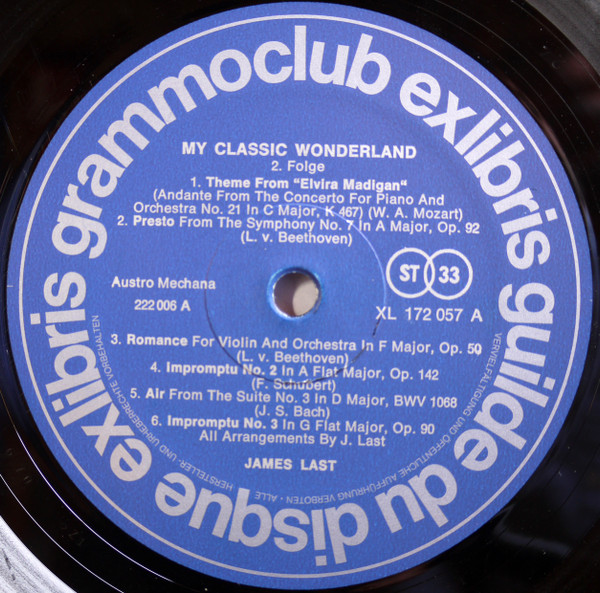 exlibris grammoclub exlibris guilde du disque
MY CLASSIC WONDERLAND
2. Folge
1. Theme From "Elvira Madigan"
(Andante From The Concerto For Piano And
Orchestra No. 21 In C Major, K 467) (W. A. Mozart)
2. Presto From The Symphony No. 7 In A Major, Op. 92
(L. v. Beethoven)
Austro Mechana
222 006 A
ST 33
XL 172 057 A
3. Romance For Violin And Orchestra In F Major, Op. 50
(L. v. Beethoven)
4. Impromptu No. 2 In A Flat Major, Op. 142
(F. Schubert)
5. Air From The Suite No. 3 In D Major, BWV 1068
(J. S. Bach)
6. Impromptu No. 3 In G Flat Major, Op. 90
All Arrangements By J. Last
JAMES LAST
VERVIELFÄLTIGUNG UND ÖFFENTLICHE AUFFÜHRUNG VERBOTEN · ALLE HERSTELLER- UND URHEBERRECHTE VORBEHALTEN